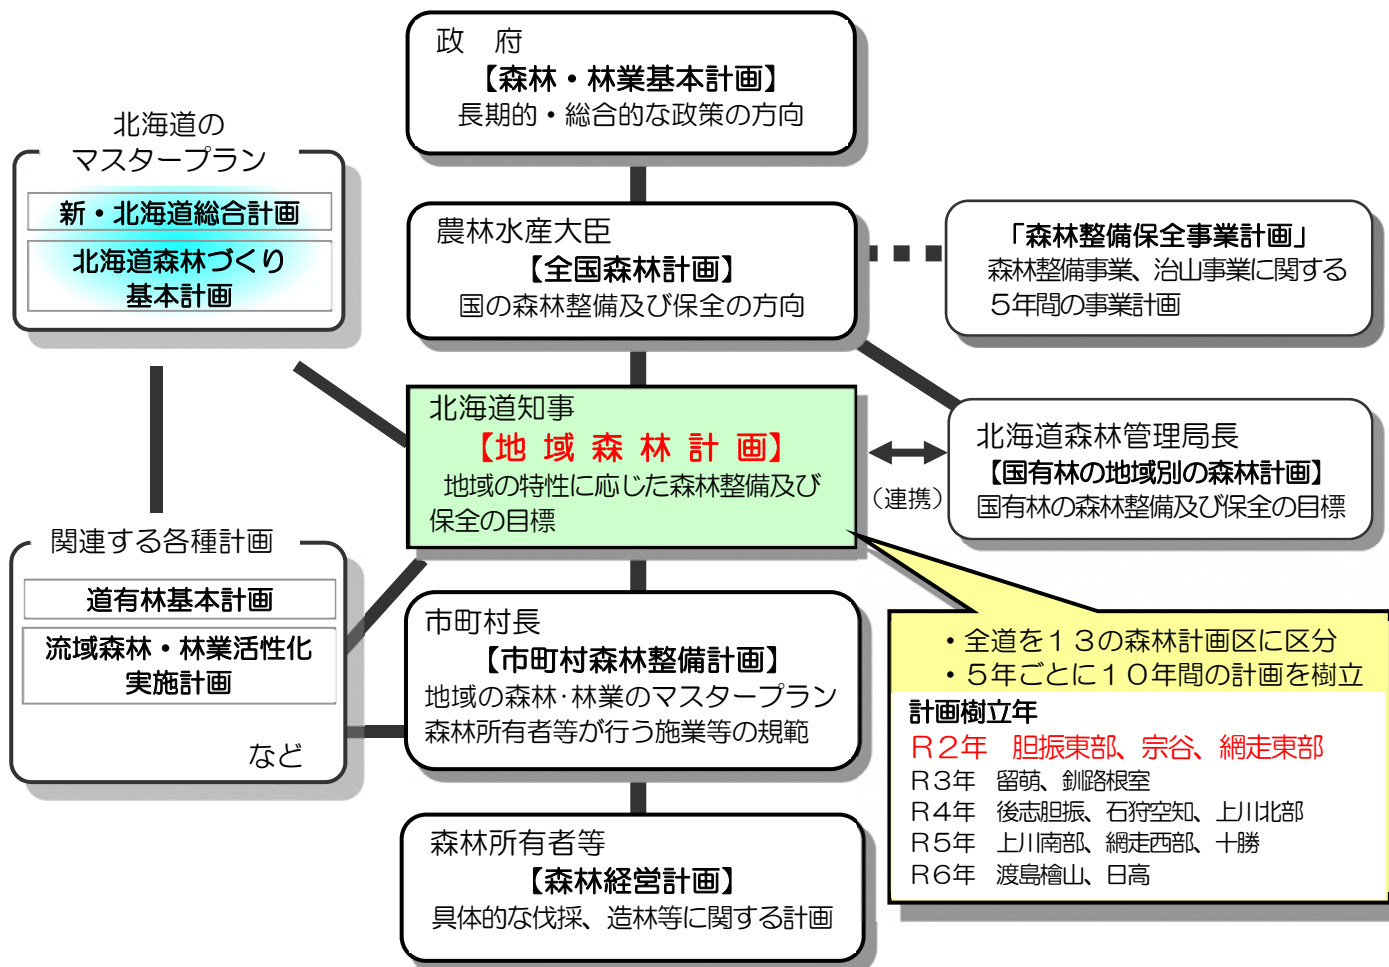 政　府
【森林・林業基本計画】
長期的・総合的な政策の方向
北海道の
マスタープラン
新・北海道総合計画
北海道森林づくり
基本計画
農林水産大臣
【全国森林計画】
国の森林整備及び保全の方向
「森林整備保全事業計画」
森林整備事業、治山事業に関する
５年間の事業計画
北海道知事
【地 域 森 林 計 画】
地域の特性に応じた森林整備及び
保全の目標
（連携）
北海道森林管理局長
【国有林の地域別の森林計画】
国有林の森林整備及び保全の目標
関連する各種計画
道有林基本計画
流域森林・林業活性化
実施計画
など
市町村長
【市町村森林整備計画】
地域の森林・林業のマスタープラン
森林所有者等が行う施業等の規範
・全道を１３の森林計画区に区分
・５年ごとに１０年間の計画を樹立
計画樹立年
Ｒ２年　胆振東部、宗谷、網走東部
Ｒ３年　留萌、釧路根室
Ｒ４年　後志胆振、石狩空知、上川北部
Ｒ５年　上川南部、網走西部、十勝
Ｒ６年　渡島檜山、日高
森林所有者等
【森林経営計画】
具体的な伐採、造林等に関する計画